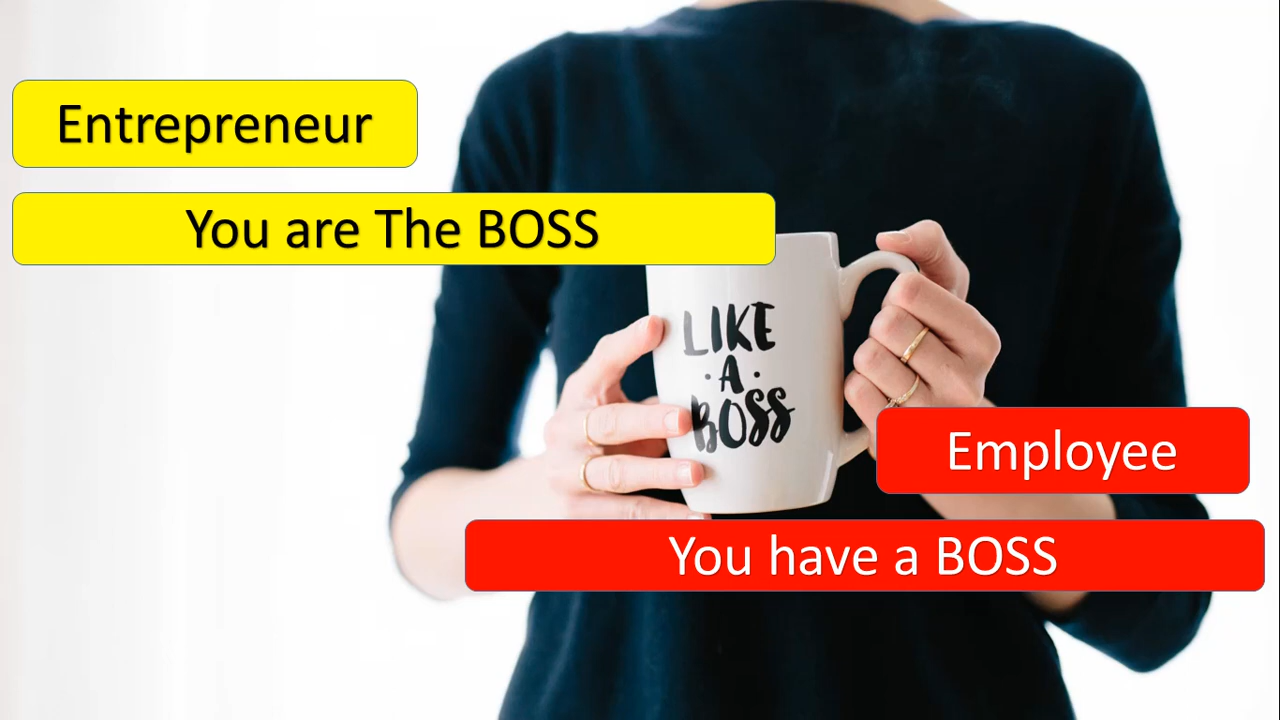 Entrepreneur
You are The BOSS
LIKE
· A ·
BOSS
Employee
You have a BOSS